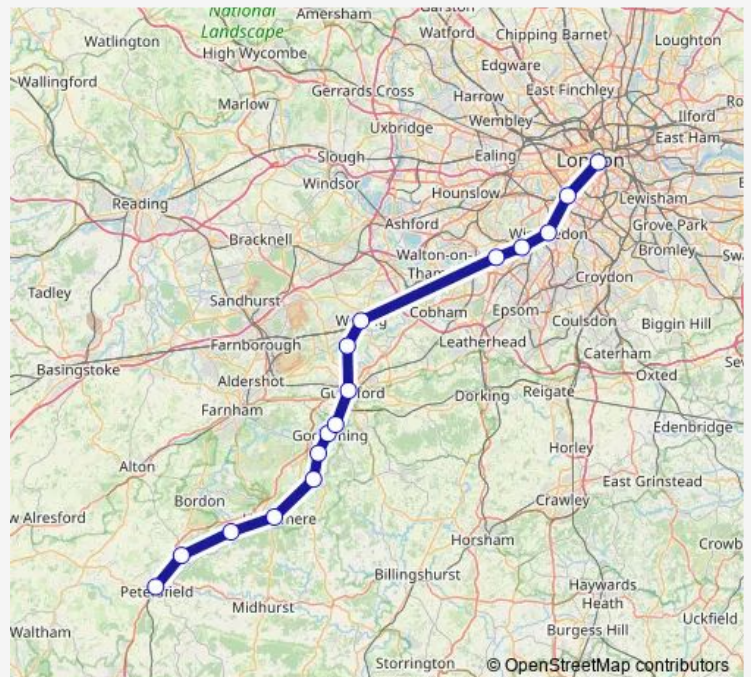 National
Landscape
Amersham
Garston
Watlington
Watford
Chipping Barnet
Loughton
High Wycombe
Edgware
Wallingford
Gerrards Cross
Harrow
East Finchley
Marlow
Wembley
Ilford
Uxbridge
East Ham
Slough
Ealing
London
Windsor
Hounslow
Lewisham
Reading
Ashford
Grove Park
Bracknell
Bromley
Walton-on-
Croydon
Tadley
Sandhurst
Cobham
Epsom
Coulsdon
Biggin Hill
Farnborough
Leatherhead
Caterham
Basingstoke
Aldershot
Oxted
Dorking
Reigate
Farnham
Edenbridge
Horley
Alton
East Grinstead
Bordon
Crawley
w Alresford
Horsham
Crowb
Billingshurst
Haywards
Heath
Midhurst
Uckfield
Waltham
Burgess Hill
Storrington
© OpenStreetMap contributors